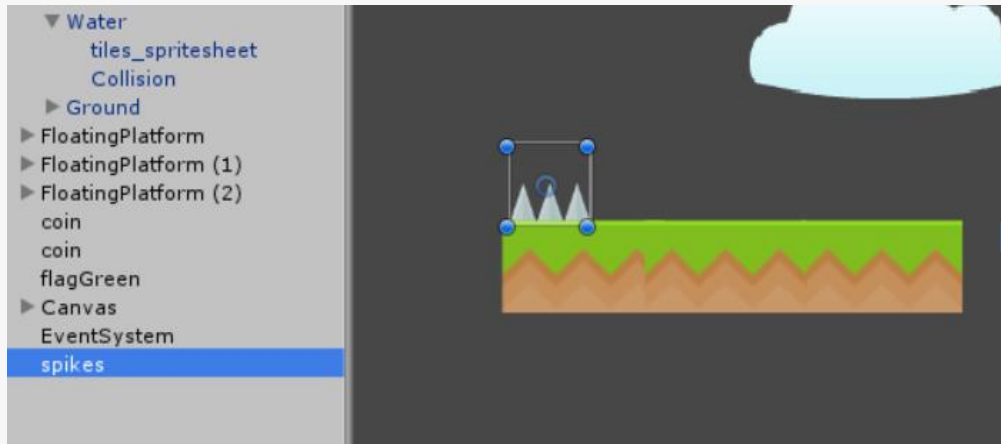 Water
tiles_spritesheet
Collision
Ground
FloatingPlatform
FloatingPlatform (1)
FloatingPlatform (2)
coin
coin
flagGreen
Canvas
EventSystem
spikes